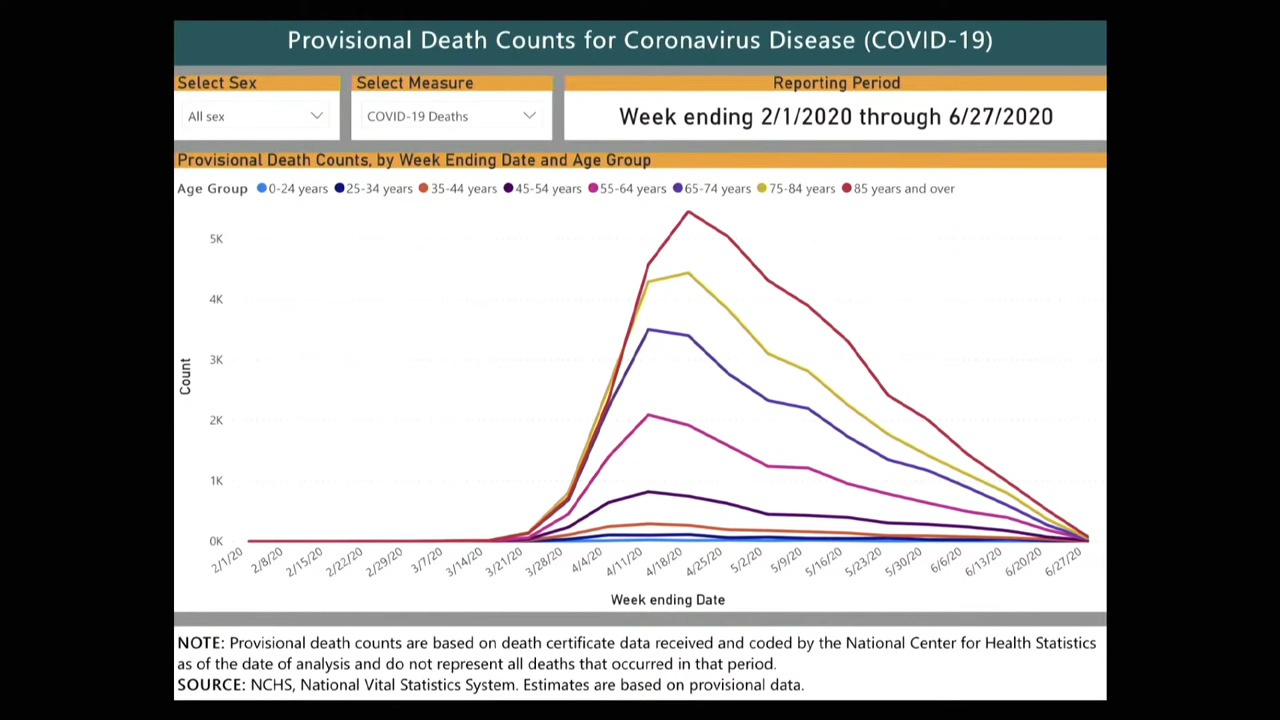 Provisional Death Counts for Coronavirus Disease (COVID-19)
Select Sex
Select Measure
Reporting Period
All sex
COVID-19 Deaths
Week ending 2/1/2020 through 6/27/2020
Provisional Death Counts, by Week Ending Date and Age Group
Age Group 0-24 years 25-34 years 35-44 years 45-54 years 55-64 years 65-74 years 75-84 years 85 years and over
5K
4K
3K
2K
1K
0K
Count
2/1/20 2/8/20 2/15/20 2/22/20 2/29/20 3/7/20 3/14/20 3/21/20 3/28/20 4/4/20 4/11/20 4/18/20 4/25/20 5/2/20 5/9/20 5/16/20 5/23/20 5/30/20 6/6/20 6/13/20 6/20/20 6/27/20
Week ending Date
NOTE: Provisional death counts are based on death certificate data received and coded by the National Center for Health Statistics
as of the date of analysis and do not represent all deaths that occurred in that period.
SOURCE: NCHS, National Vital Statistics System. Estimates are based on provisional data.